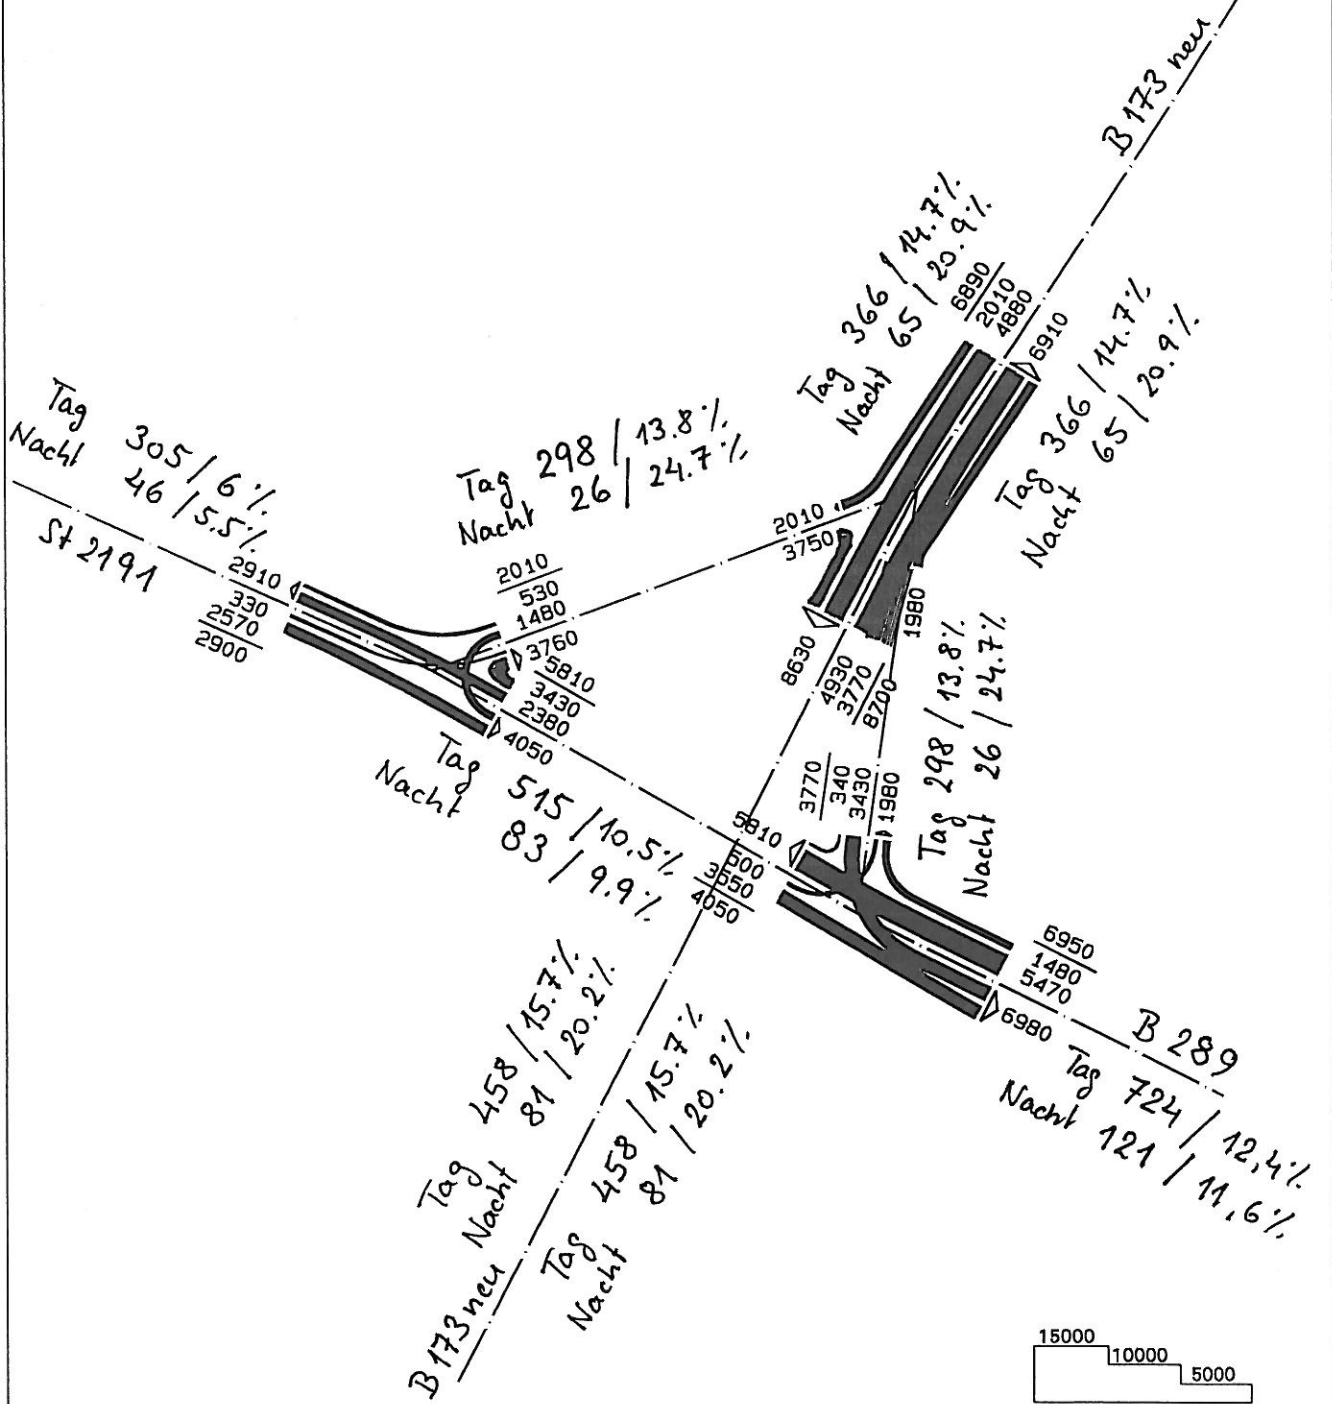 B 173 neu
Tag 366 / 14.7%
Nacht 65 / 20.9%
6890
2010
4880
6910
Tag 366 / 14.7%
Nacht 65 / 20.9%
Tag 305 / 6%
Nacht 46 / 5.5%
St 2191
Tag 298 / 13.8%
Nacht 26 / 24.7%
2010
3750
2910
330
2570
2900
2010
530
1480
3760
5810
3430
2380
4050
1980
8630
4930
3770
8700
Tag 298 / 13.8%
Nacht 26 / 24.7%
Tag 515 / 10.5%
Nacht 83 / 9.9%
3770
340
3430
1980
5810
500
3550
4050
6950
1480
5470
6980
B 289
Tag 724 / 12,4%
Nacht 121 / 11,6%
Tag 458 / 15.7%
Nacht 81 / 20.2%
Tag 458 / 15.7%
Nacht 81 / 20.2%
B 173 neu
15000
10000
5000